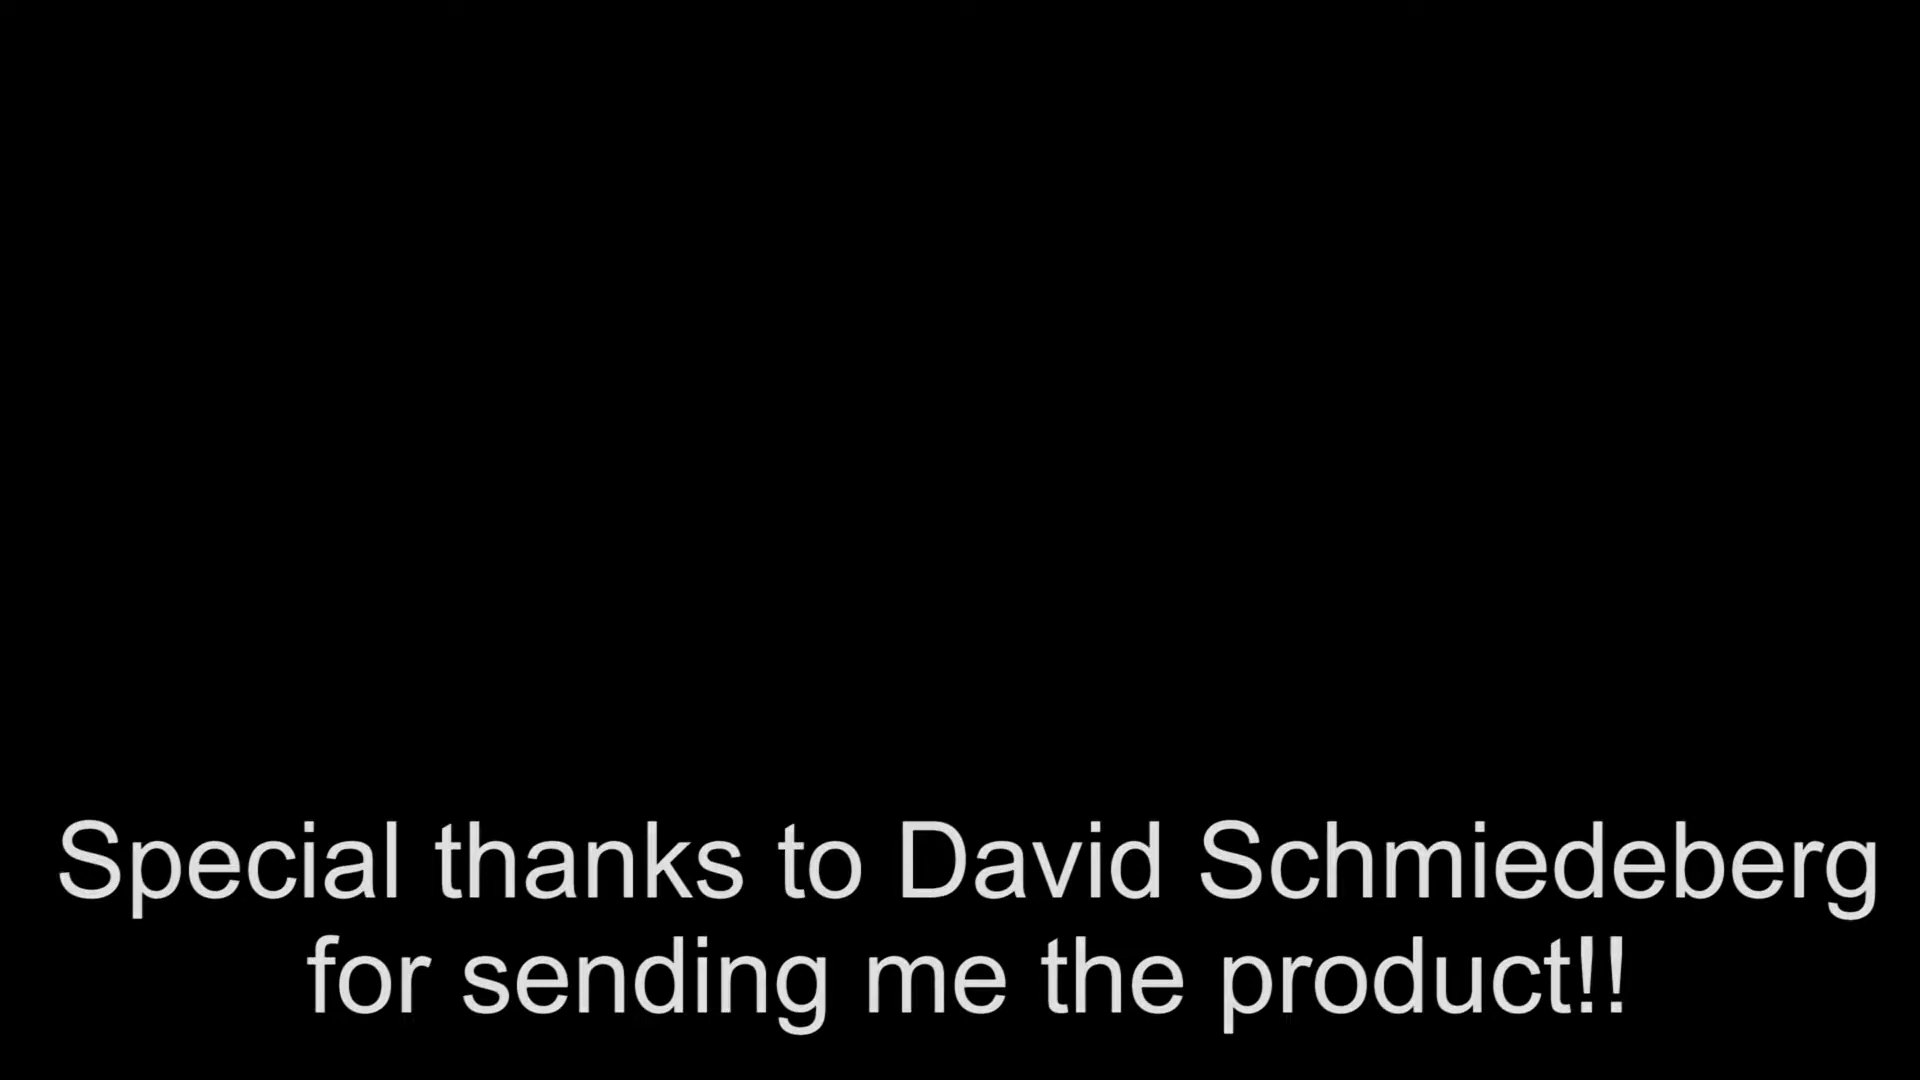 Special thanks to David Schmiedeberg
for sending me the product!!